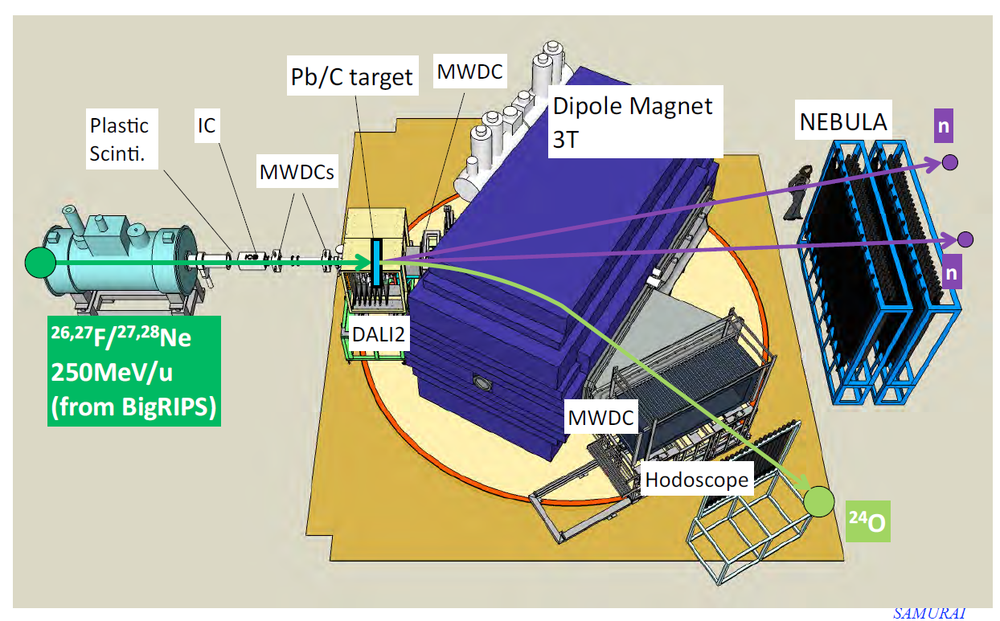 Pb/C target
MWDC
Dipole Magnet
3T
Plastic
Scinti.
IC
MWDCs
NEBULA
n
n
26,27F/27,28Ne
250MeV/u
(from BigRIPS)
DALI2
MWDC
Hodoscope
24O
SAMURAI